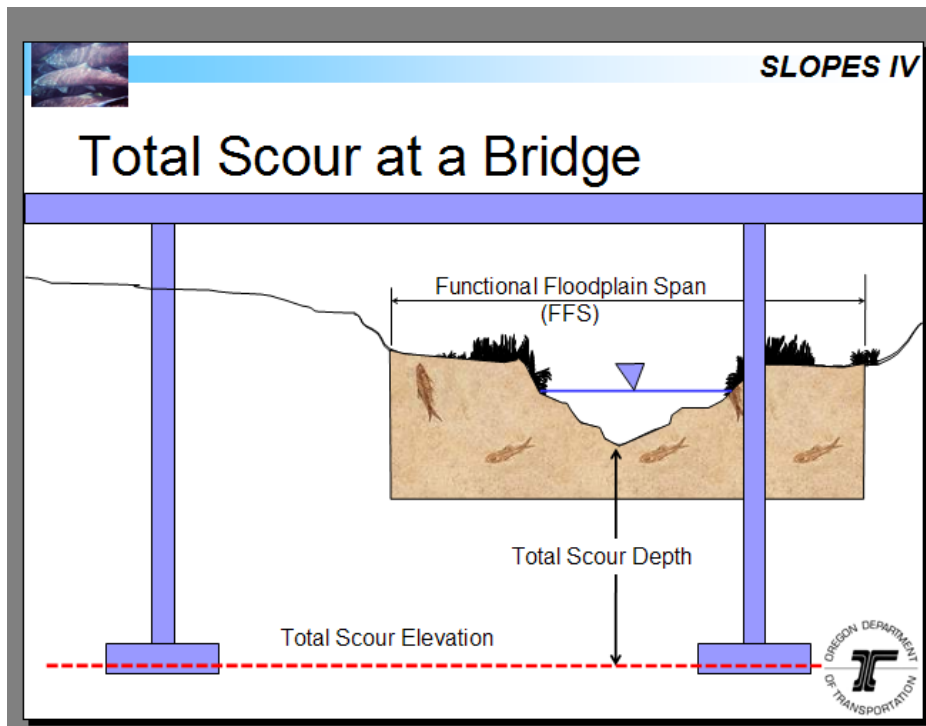 SLOPES IV
Total Scour at a Bridge
Functional Floodplain Span
(FFS)
Total Scour Depth
Total Scour Elevation
OREGON DEPARTMENT
OF TRANSPORTATION